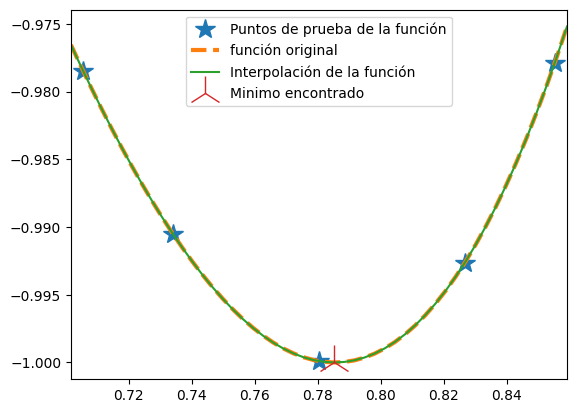 Puntos de prueba de la función
función original
Interpolación de la función
Minimo encontrado
−0.975
−0.980
−0.985
−0.990
−0.995
−1.000
0.72 0.74 0.76 0.78 0.80 0.82 0.84